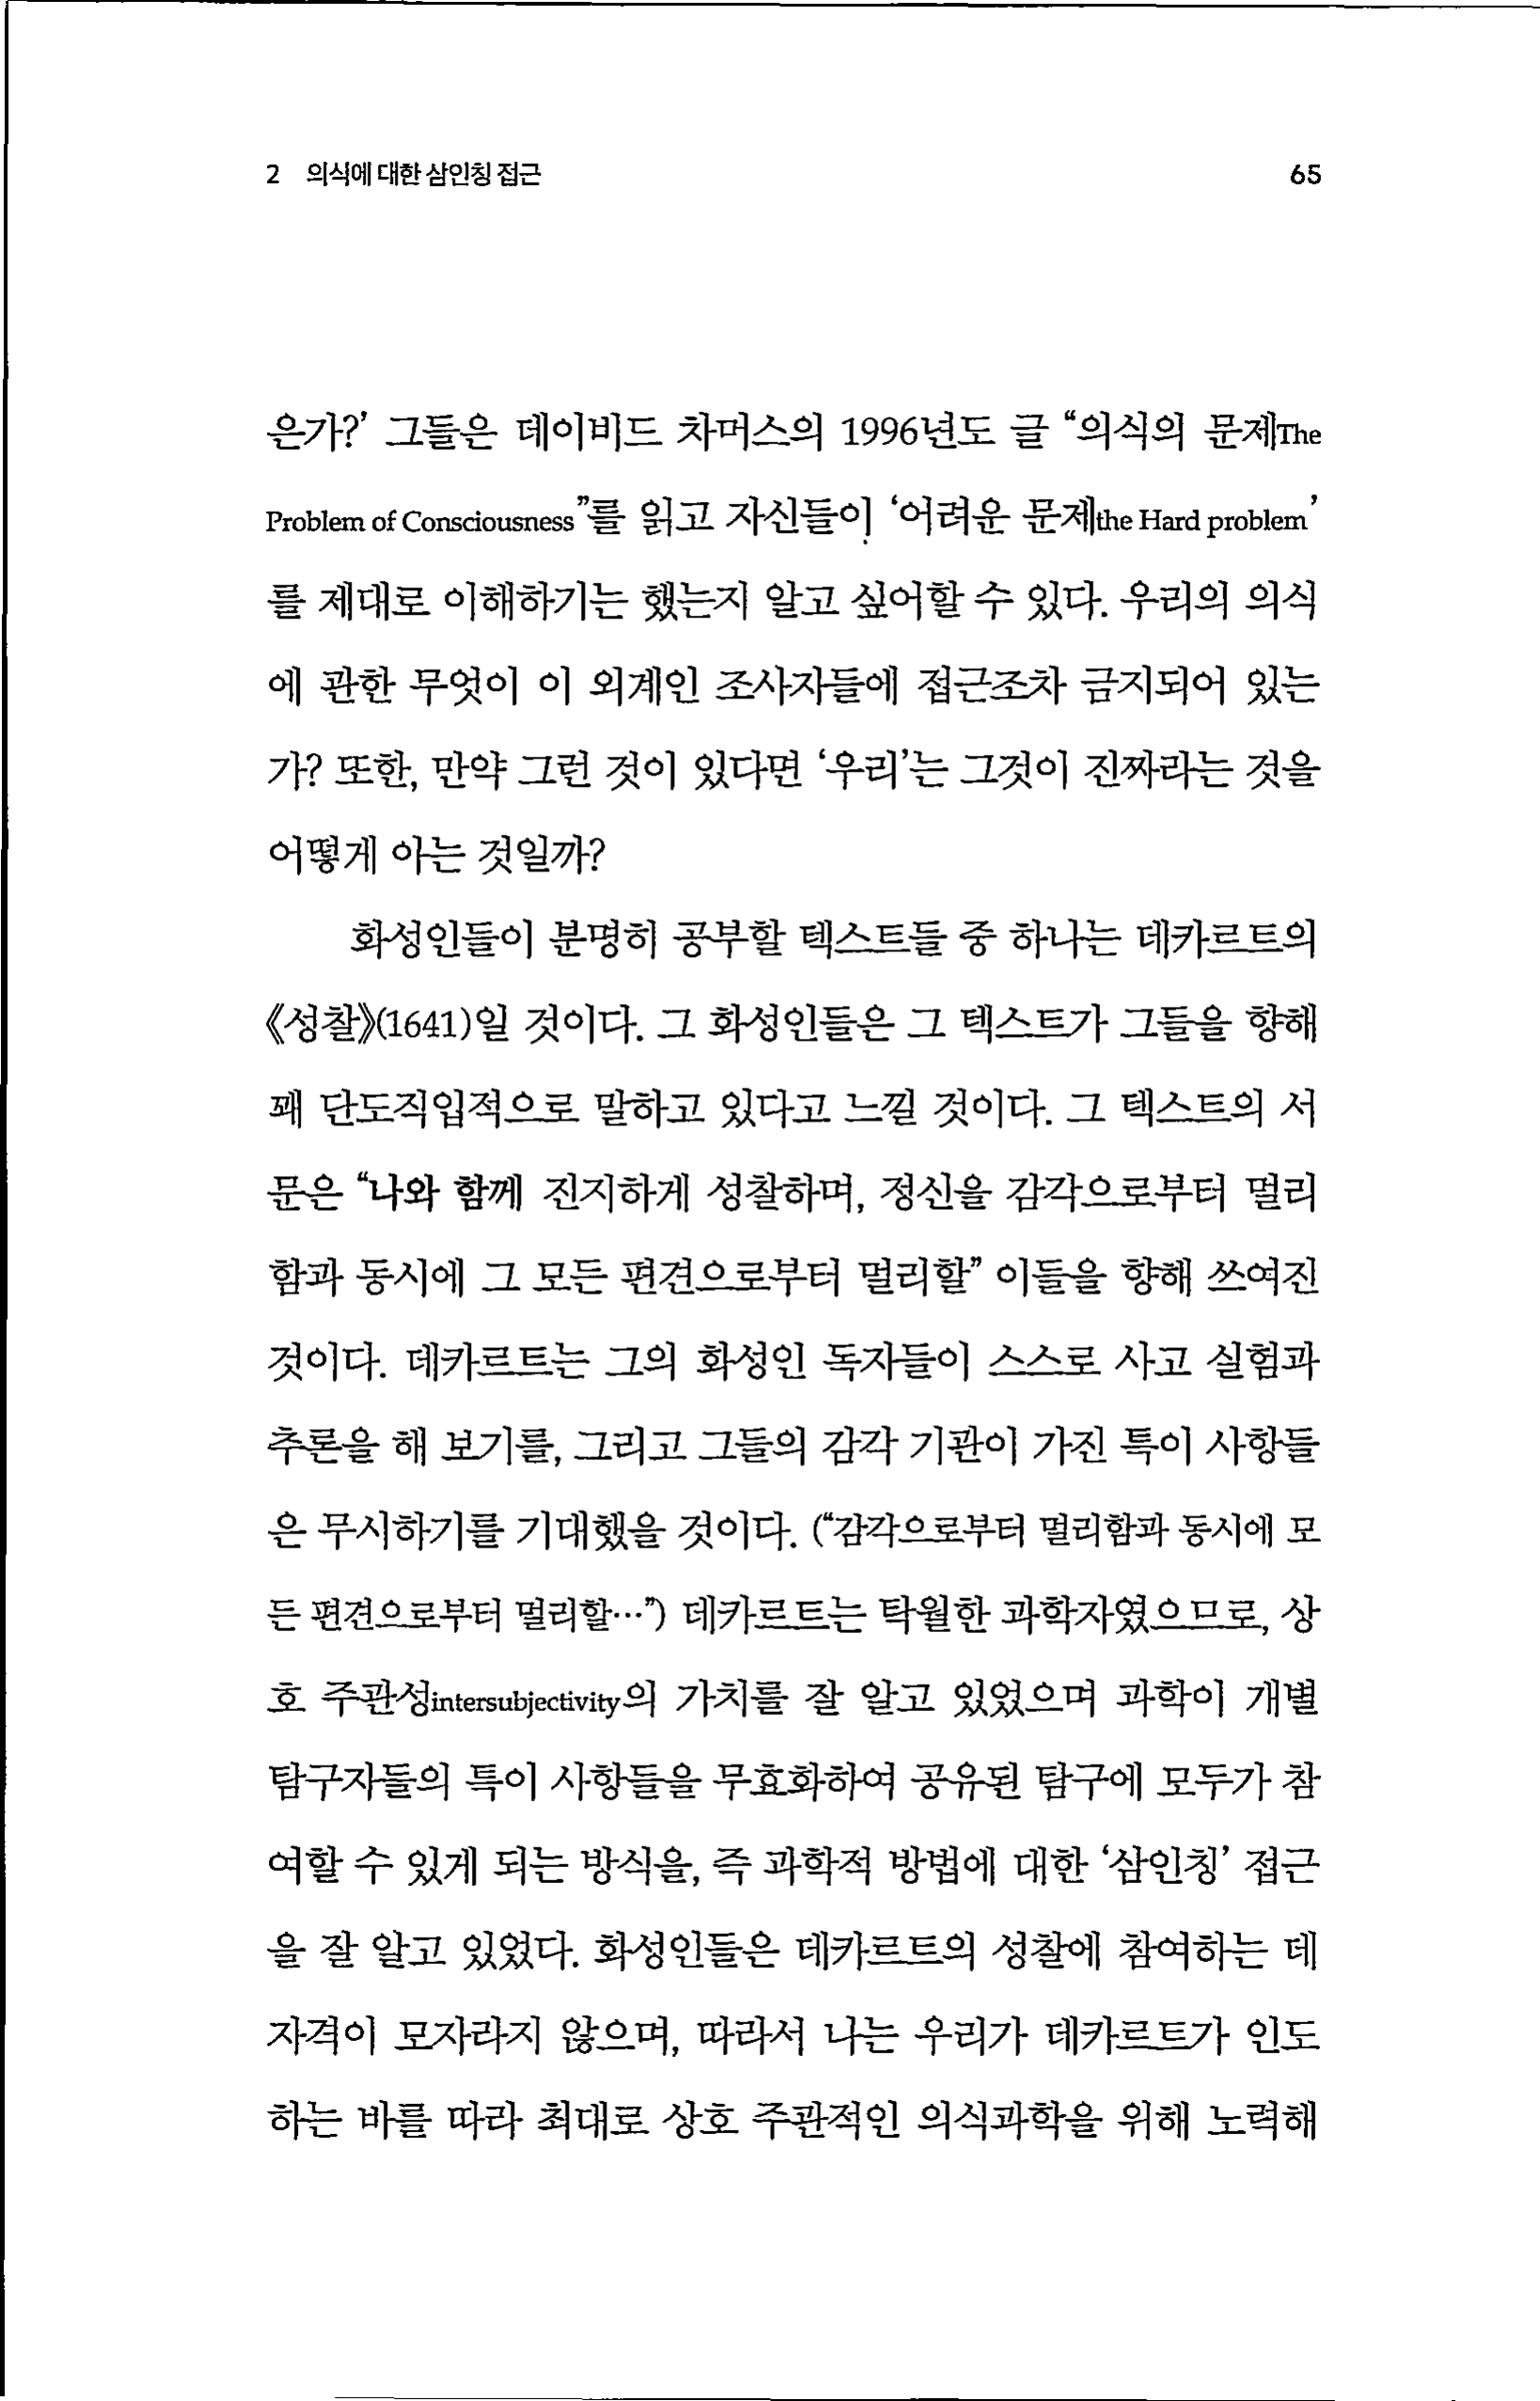 2 의식에 대한 삼인칭 접근 65
은가?’ 그들은 데이비드 차머스의 1996년도 글 “의식의 문제The
Problem of Consciousness”를 읽고 자신들이 ‘어려운 문제the Hard problem’
를 제대로 이해하기는 했는지 알고 싶어할 수 있다. 우리의 의식
에 관한 무엇이 이 외계인 조사자들에 접근조차 금지되어 있는
가? 또한, 만약 그런 것이 있다면 ‘우리’는 그것이 진짜라는 것을
어떻게 아는 것일까?
화성인들이 분명히 공부할 텍스트들 중 하나는 데카르트의
《성찰》(1641)일 것이다. 그 화성인들은 그 텍스트가 그들을 향해
꽤 단도직입적으로 말하고 있다고 느낄 것이다. 그 텍스트의 서
문은 “나와 함께 진지하게 성찰하며, 정신을 감각으로부터 멀리
함과 동시에 그 모든 편견으로부터 멀리할” 이들을 향해 쓰여진
것이다. 데카르트는 그의 화성인 독자들이 스스로 사고 실험과
추론을 해 보기를, 그리고 그들의 감각 기관이 가진 특이 사항들
은 무시하기를 기대했을 것이다. (“감각으로부터 멀리함과 동시에 모
든 편견으로부터 멀리할…”) 데카르트는 탁월한 과학자였으므로, 상
호 주관성intersubjectivity의 가치를 잘 알고 있었으며 과학이 개별
탐구자들의 특이 사항들을 무효화하여 공유된 탐구에 모두가 참
여할 수 있게 되는 방식을, 즉 과학적 방법에 대한 ‘삼인칭’ 접근
을 잘 알고 있었다. 화성인들은 데카르트의 성찰에 참여하는 데
자격이 모자라지 않으며, 따라서 나는 우리가 데카르트가 인도
하는 바를 따라 최대로 상호 주관적인 의식과학을 위해 노력해